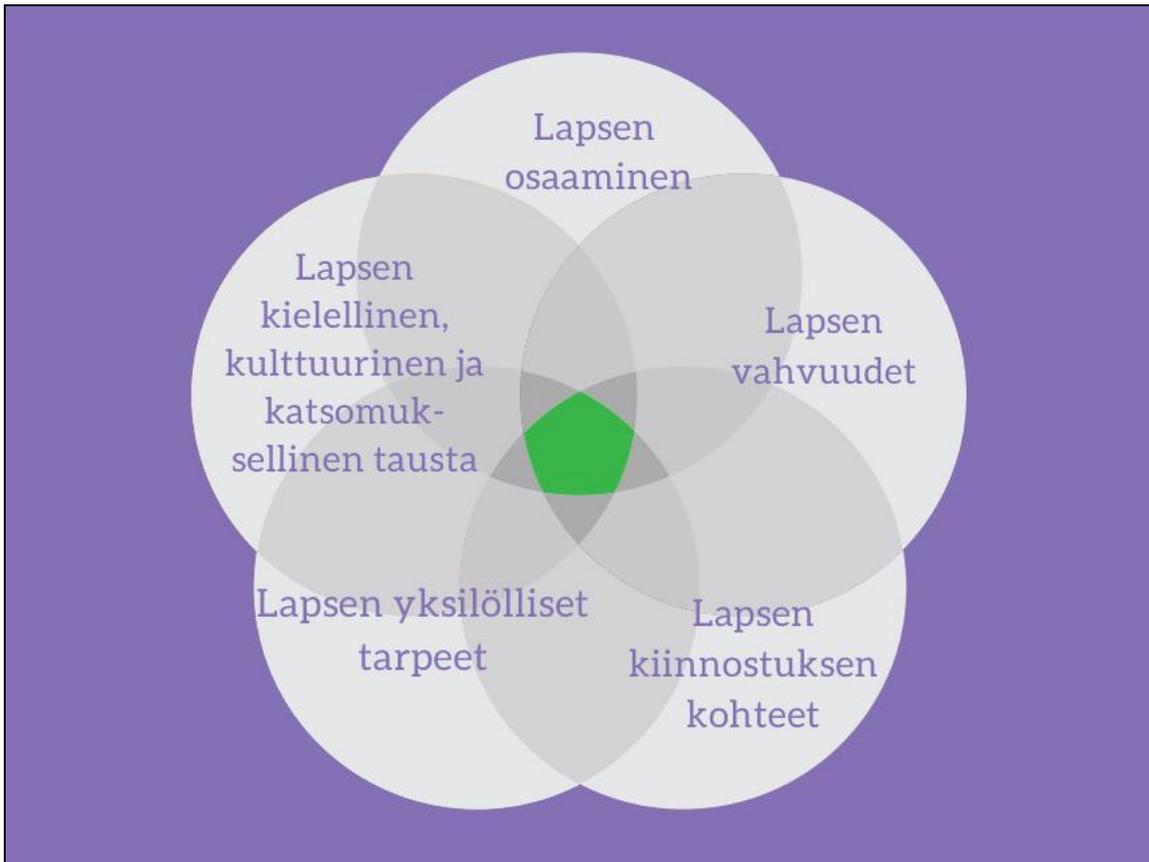 Lapsen
osaaminen
Lapsen
kielellinen,
kulttuurinen ja
katsomuk-
sellinen tausta
Lapsen
vahvuudet
Lapsen yksilölliset
tarpeet
Lapsen
kiinnostuksen
kohteet